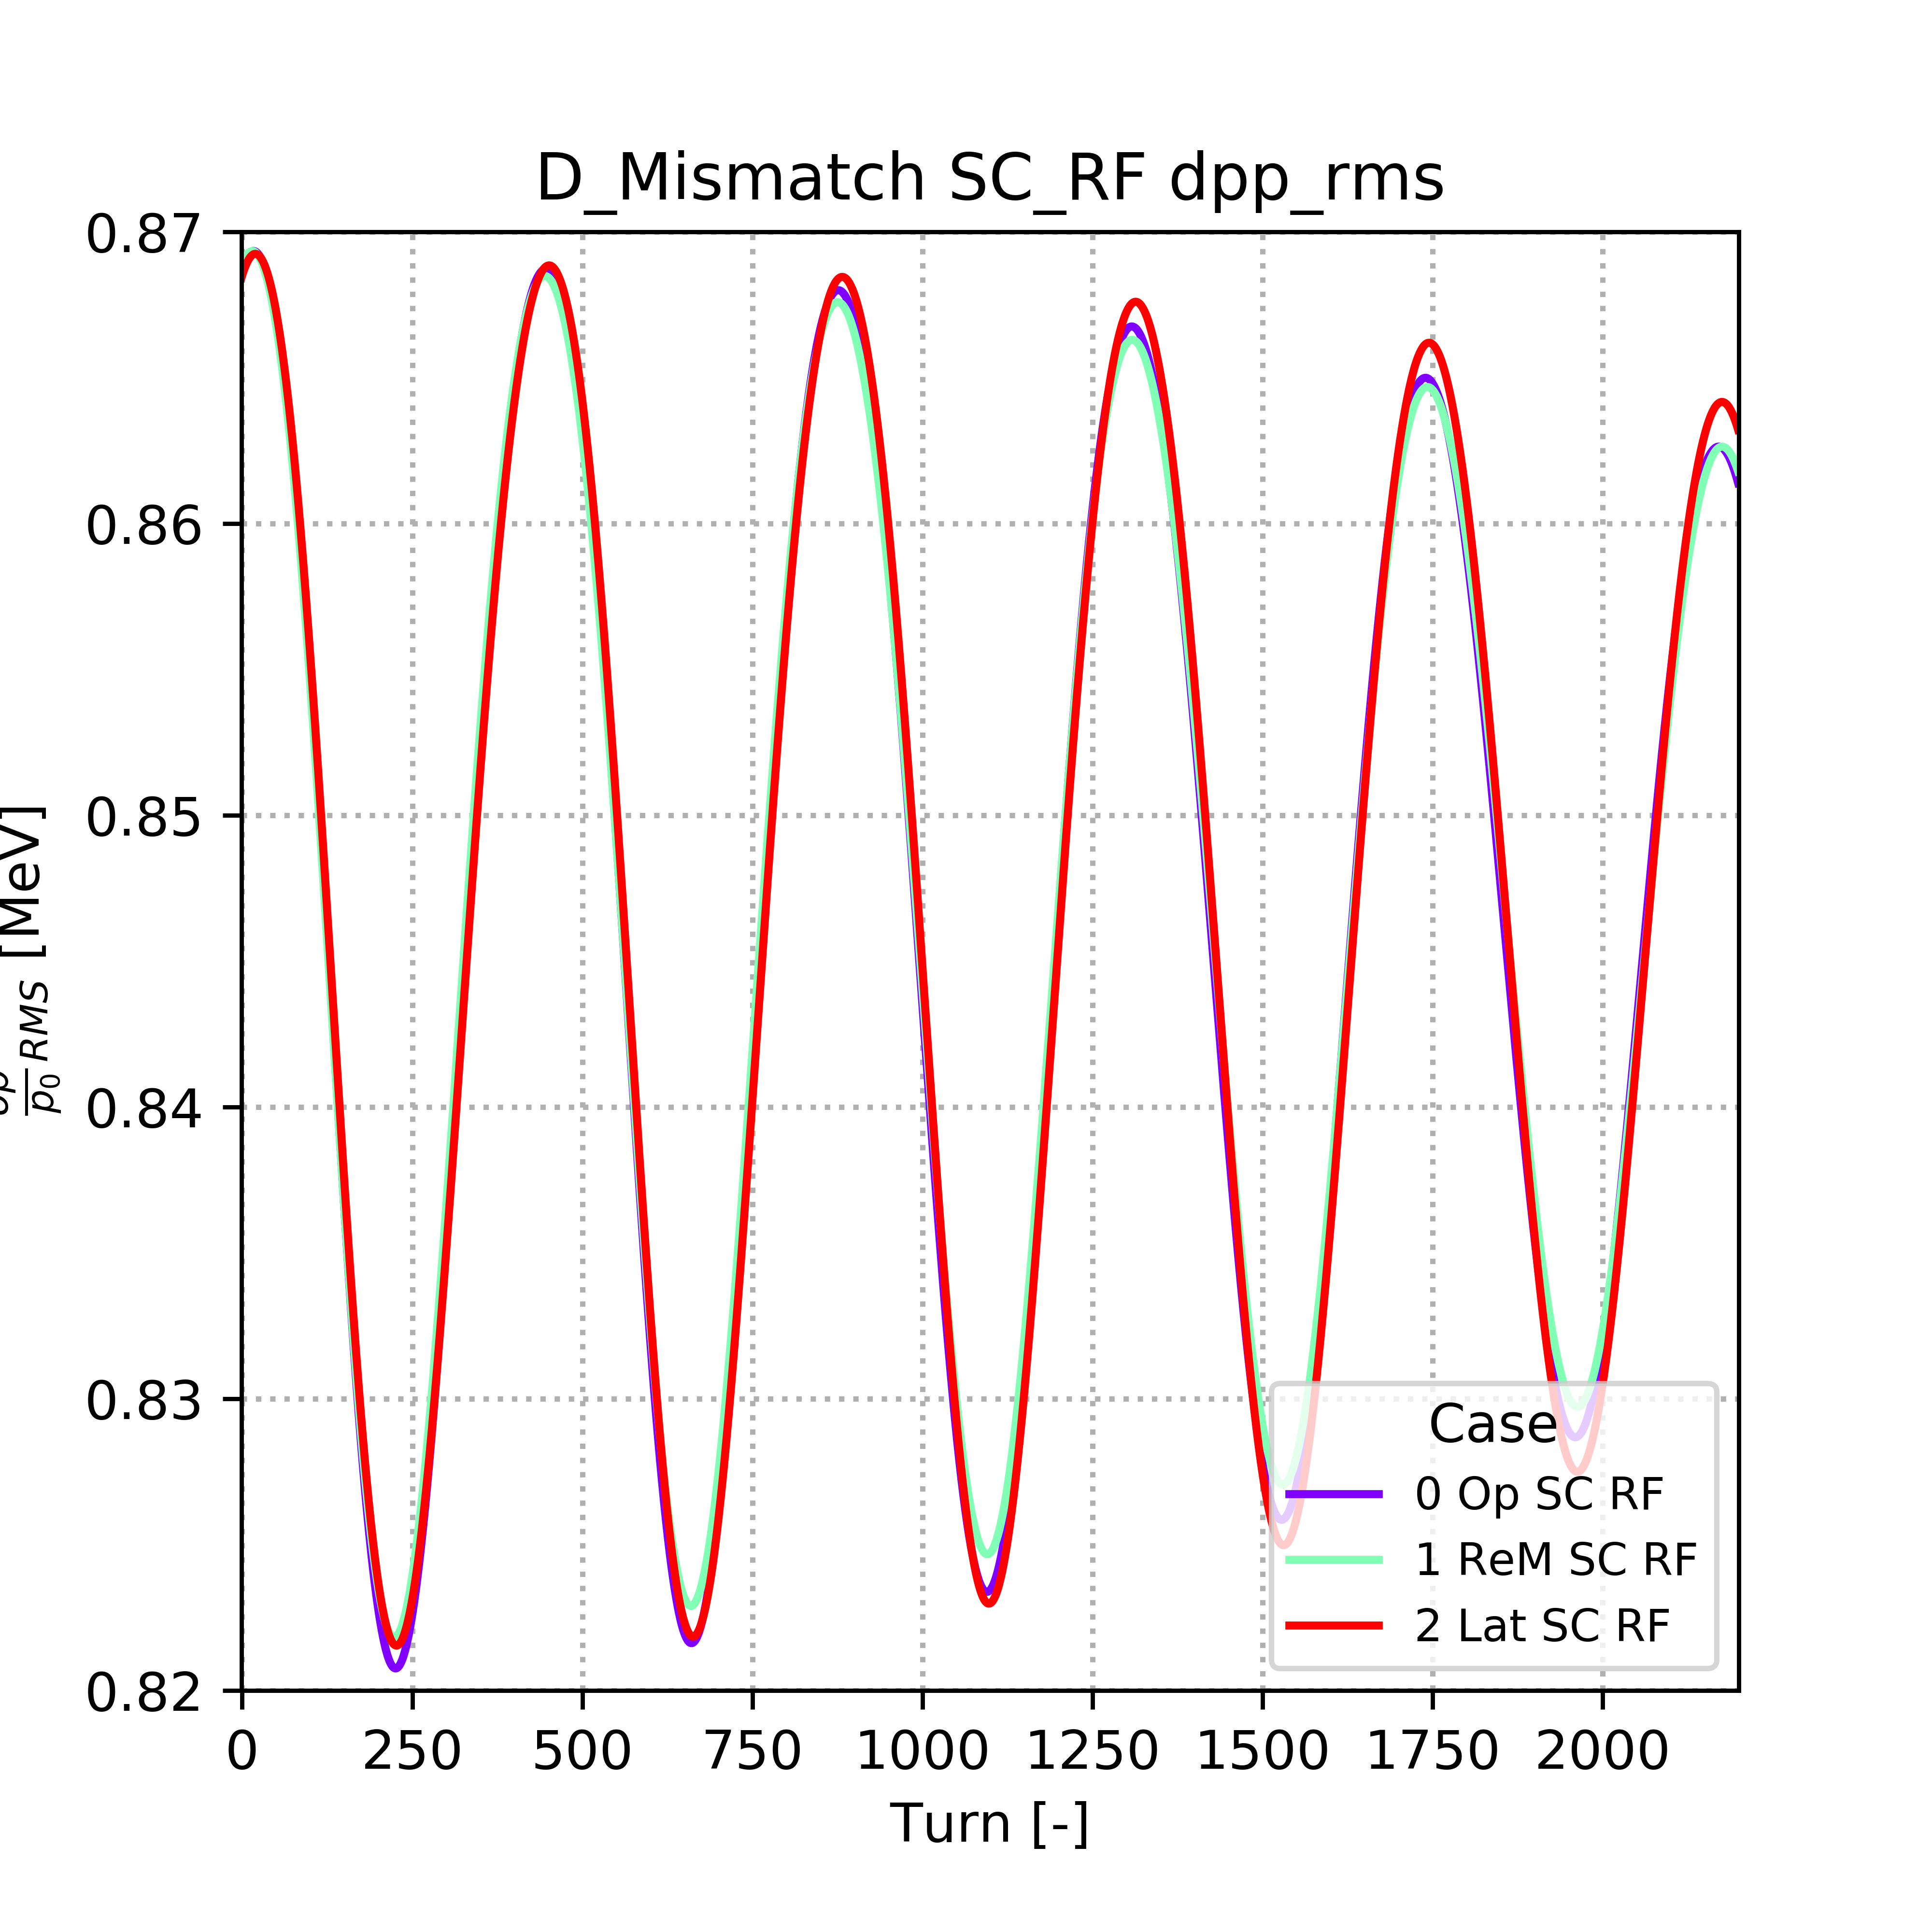 D_Mismatch SC_RF dpp_rms
0.87
0.86
0.85
0.84
0.83
0.82
p₀ RMS [MeV]
0 250 500 750 1000 1250 1500 1750 2000
Turn [-]
Case
0 Op SC RF
1 ReM SC RF
2 Lat SC RF